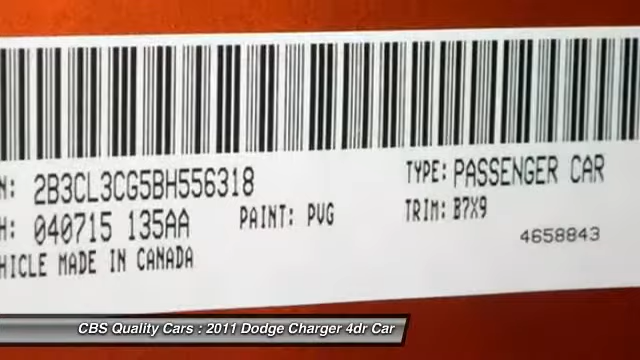 N: 2B3CL3CG5BH556318
TYPE: PASSENGER CAR
H: 040715 135AA
PAINT: PVG
TRIM: B7X9
HICLE MADE IN CANADA
4658843
CBS Quality Cars : 2011 Dodge Charger 4dr Car